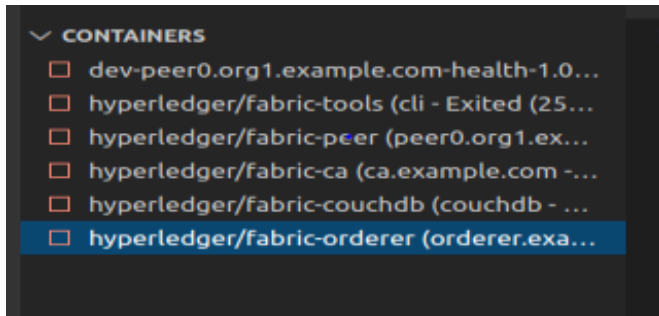 CONTAINERS
dev-peer0.org1.example.com-health-1.0...
hyperledger/fabric-tools (cli - Exited (25...
hyperledger/fabric-peer (peer0.org1.ex...
hyperledger/fabric-ca (ca.example.com -...
hyperledger/fabric-couchdb (couchdb - ...
hyperledger/fabric-orderer (orderer.exa...